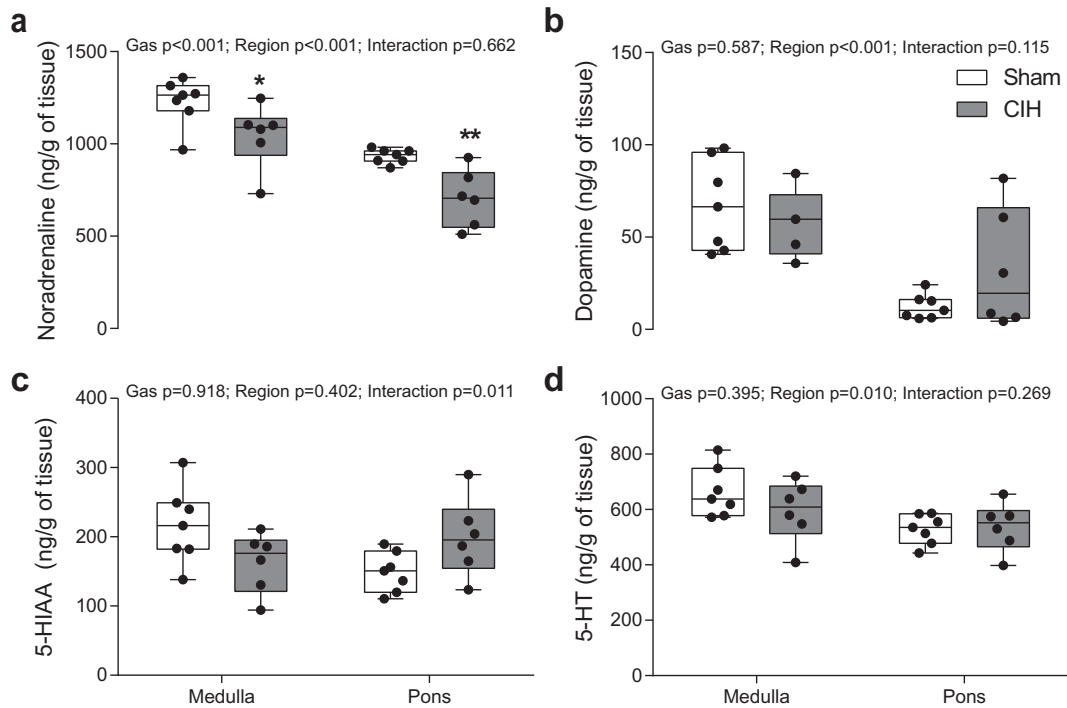 a
Gas p<0.001; Region p<0.001; Interaction p=0.662
Noradrenaline (ng/g of tissue)
1500
1000
500
0
*
**
b
Gas p=0.587; Region p<0.001; Interaction p=0.115
Dopamine (ng/g of tissue)
150
100
50
0
Sham
CIH
c
Gas p=0.918; Region p=0.402; Interaction p=0.011
5-HIAA (ng/g of tissue)
400
300
200
100
0
Medulla
Pons
d
Gas p=0.395; Region p=0.010; Interaction p=0.269
5-HT (ng/g of tissue)
1000
800
600
400
200
0
Medulla
Pons